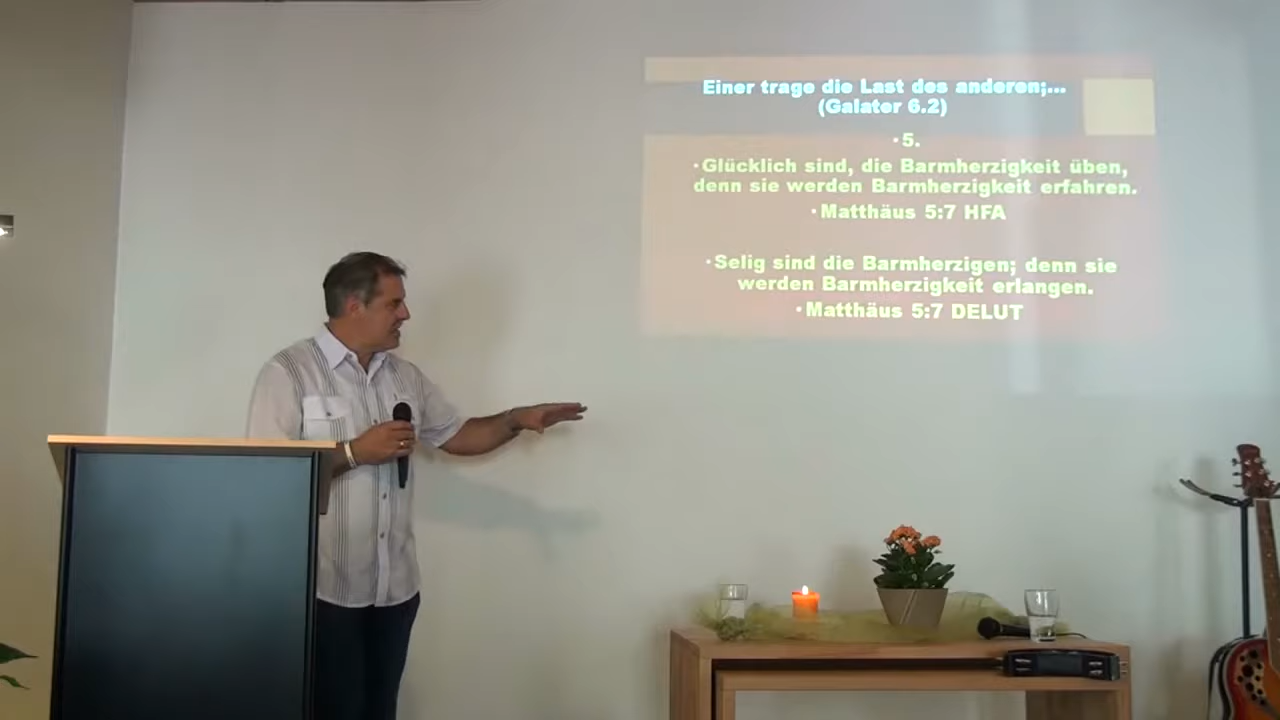 Einer trage die Last des anderen;...
(Galater 6.2)
• 5.
• Glücklich sind, die Barmherzigkeit üben,
denn sie werden Barmherzigkeit erfahren.
• Matthäus 5:7 HFA
• Selig sind die Barmherzigen; denn sie
werden Barmherzigkeit erlangen.
• Matthäus 5:7 DELUT